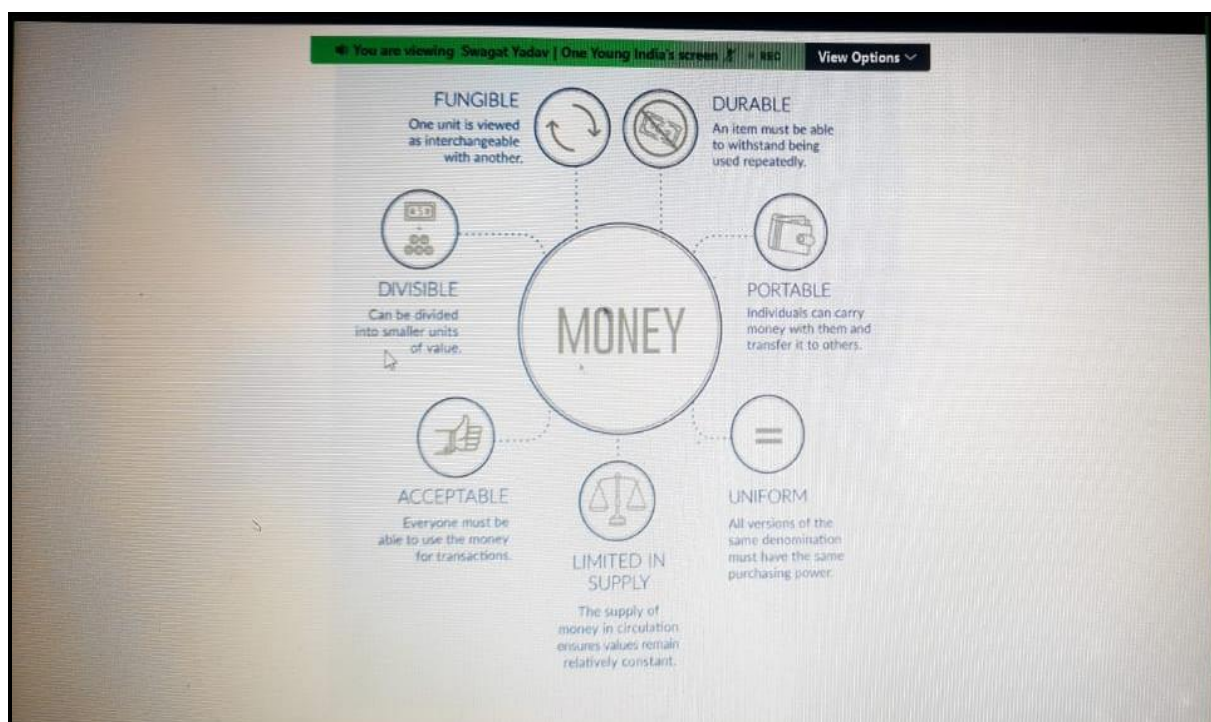 You are viewing Swagat Yadav | One Young India's screen
REC
View Options
FUNGIBLE
One unit is viewed
as interchangeable
with another.
DURABLE
An item must be able
to withstand being
used repeatedly.
DIVISIBLE
Can be divided
into smaller units
of value.
MONEY
PORTABLE
Individuals can carry
money with them and
transfer it to others.
ACCEPTABLE
Everyone must be
able to use the money
for transactions.
LIMITED IN
SUPPLY
The supply of
money in circulation
ensures values remain
relatively constant.
UNIFORM
All versions of the
same denomination
must have the same
purchasing power.